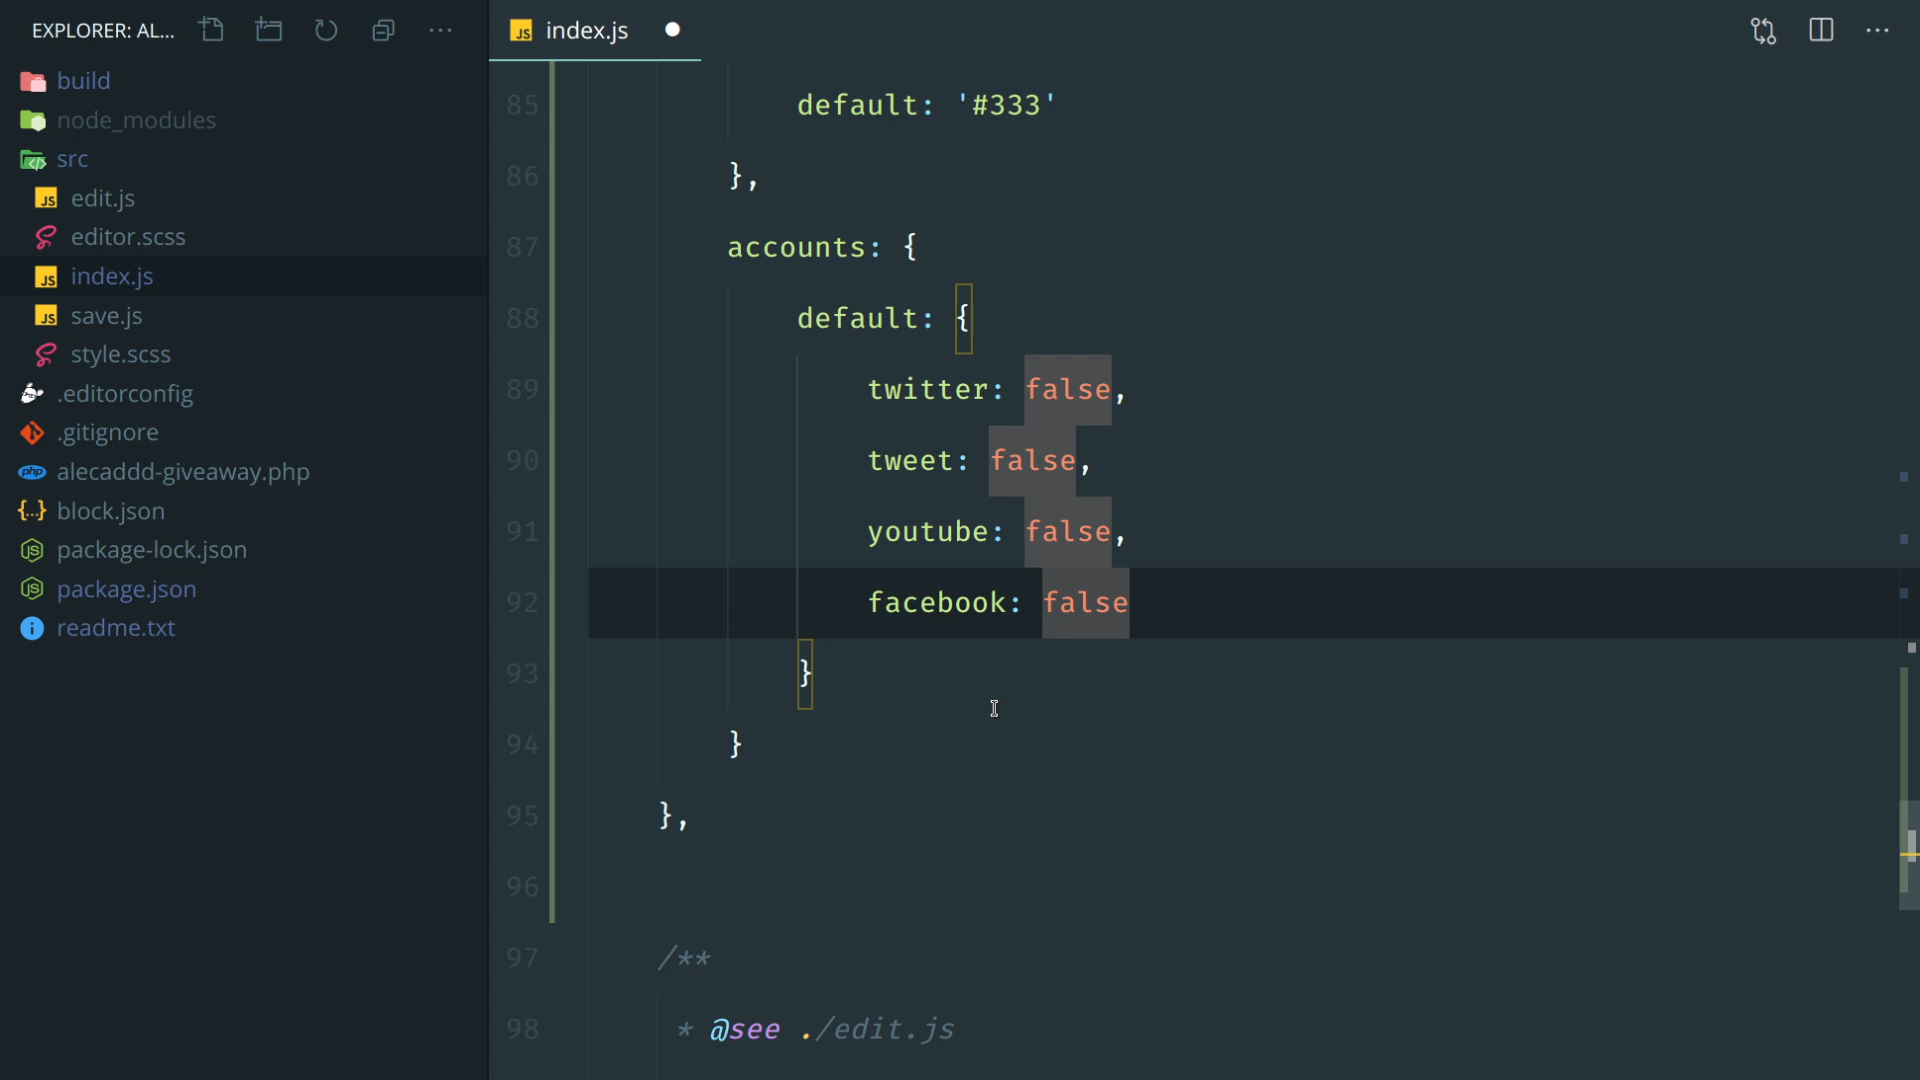 EXPLORER: AL...
build
node_modules
src
edit.js
editor.scss
index.js
save.js
style.scss
.editorconfig
.gitignore
php alecaddd-giveaway.php
{...} block.json
package-lock.json
package.json
readme.txt
JS index.js
85 default: '#333'
86 },
87 accounts: {
88 default: {
89 twitter: false,
90 tweet: false,
91 youtube: false,
92 facebook: false
93 }
94 }
95 },
96
97 /**
98 * @see ./edit.js